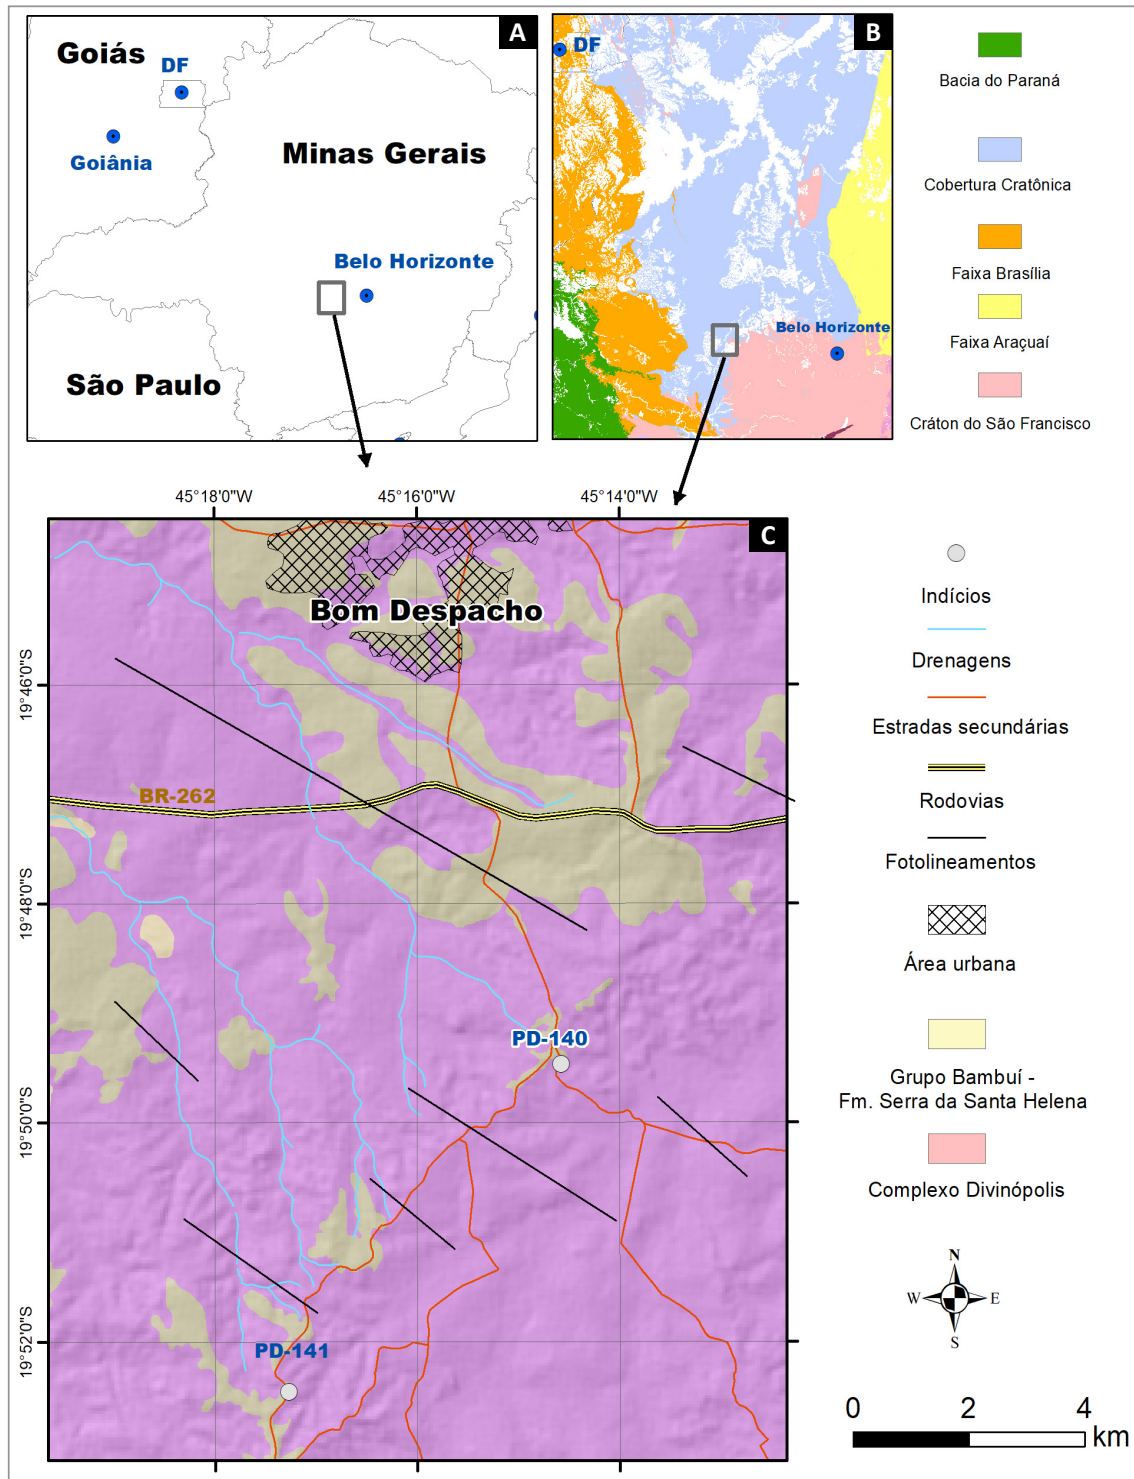 A
Goiás
DF
Goiânia
Minas Gerais
Belo Horizonte
São Paulo
B
DF
Belo Horizonte
Bacia do Paraná
Cobertura Cratônica
Faixa Brasília
Faixa Araçuaí
Cráton do São Francisco
45°18'0"W
45°16'0"W
45°14'0"W
C
Bom Despacho
19°46'0"S
BR-262
19°48'0"S
PD-140
19°50'0"S
19°52'0"S
PD-141
Indícios
Drenagens
Estradas secundárias
Rodovias
Fotolineamentos
Área urbana
Grupo Bambuí -
Fm. Serra da Santa Helena
Complexo Divinópolis
N
W
E
S
0 2 4
km